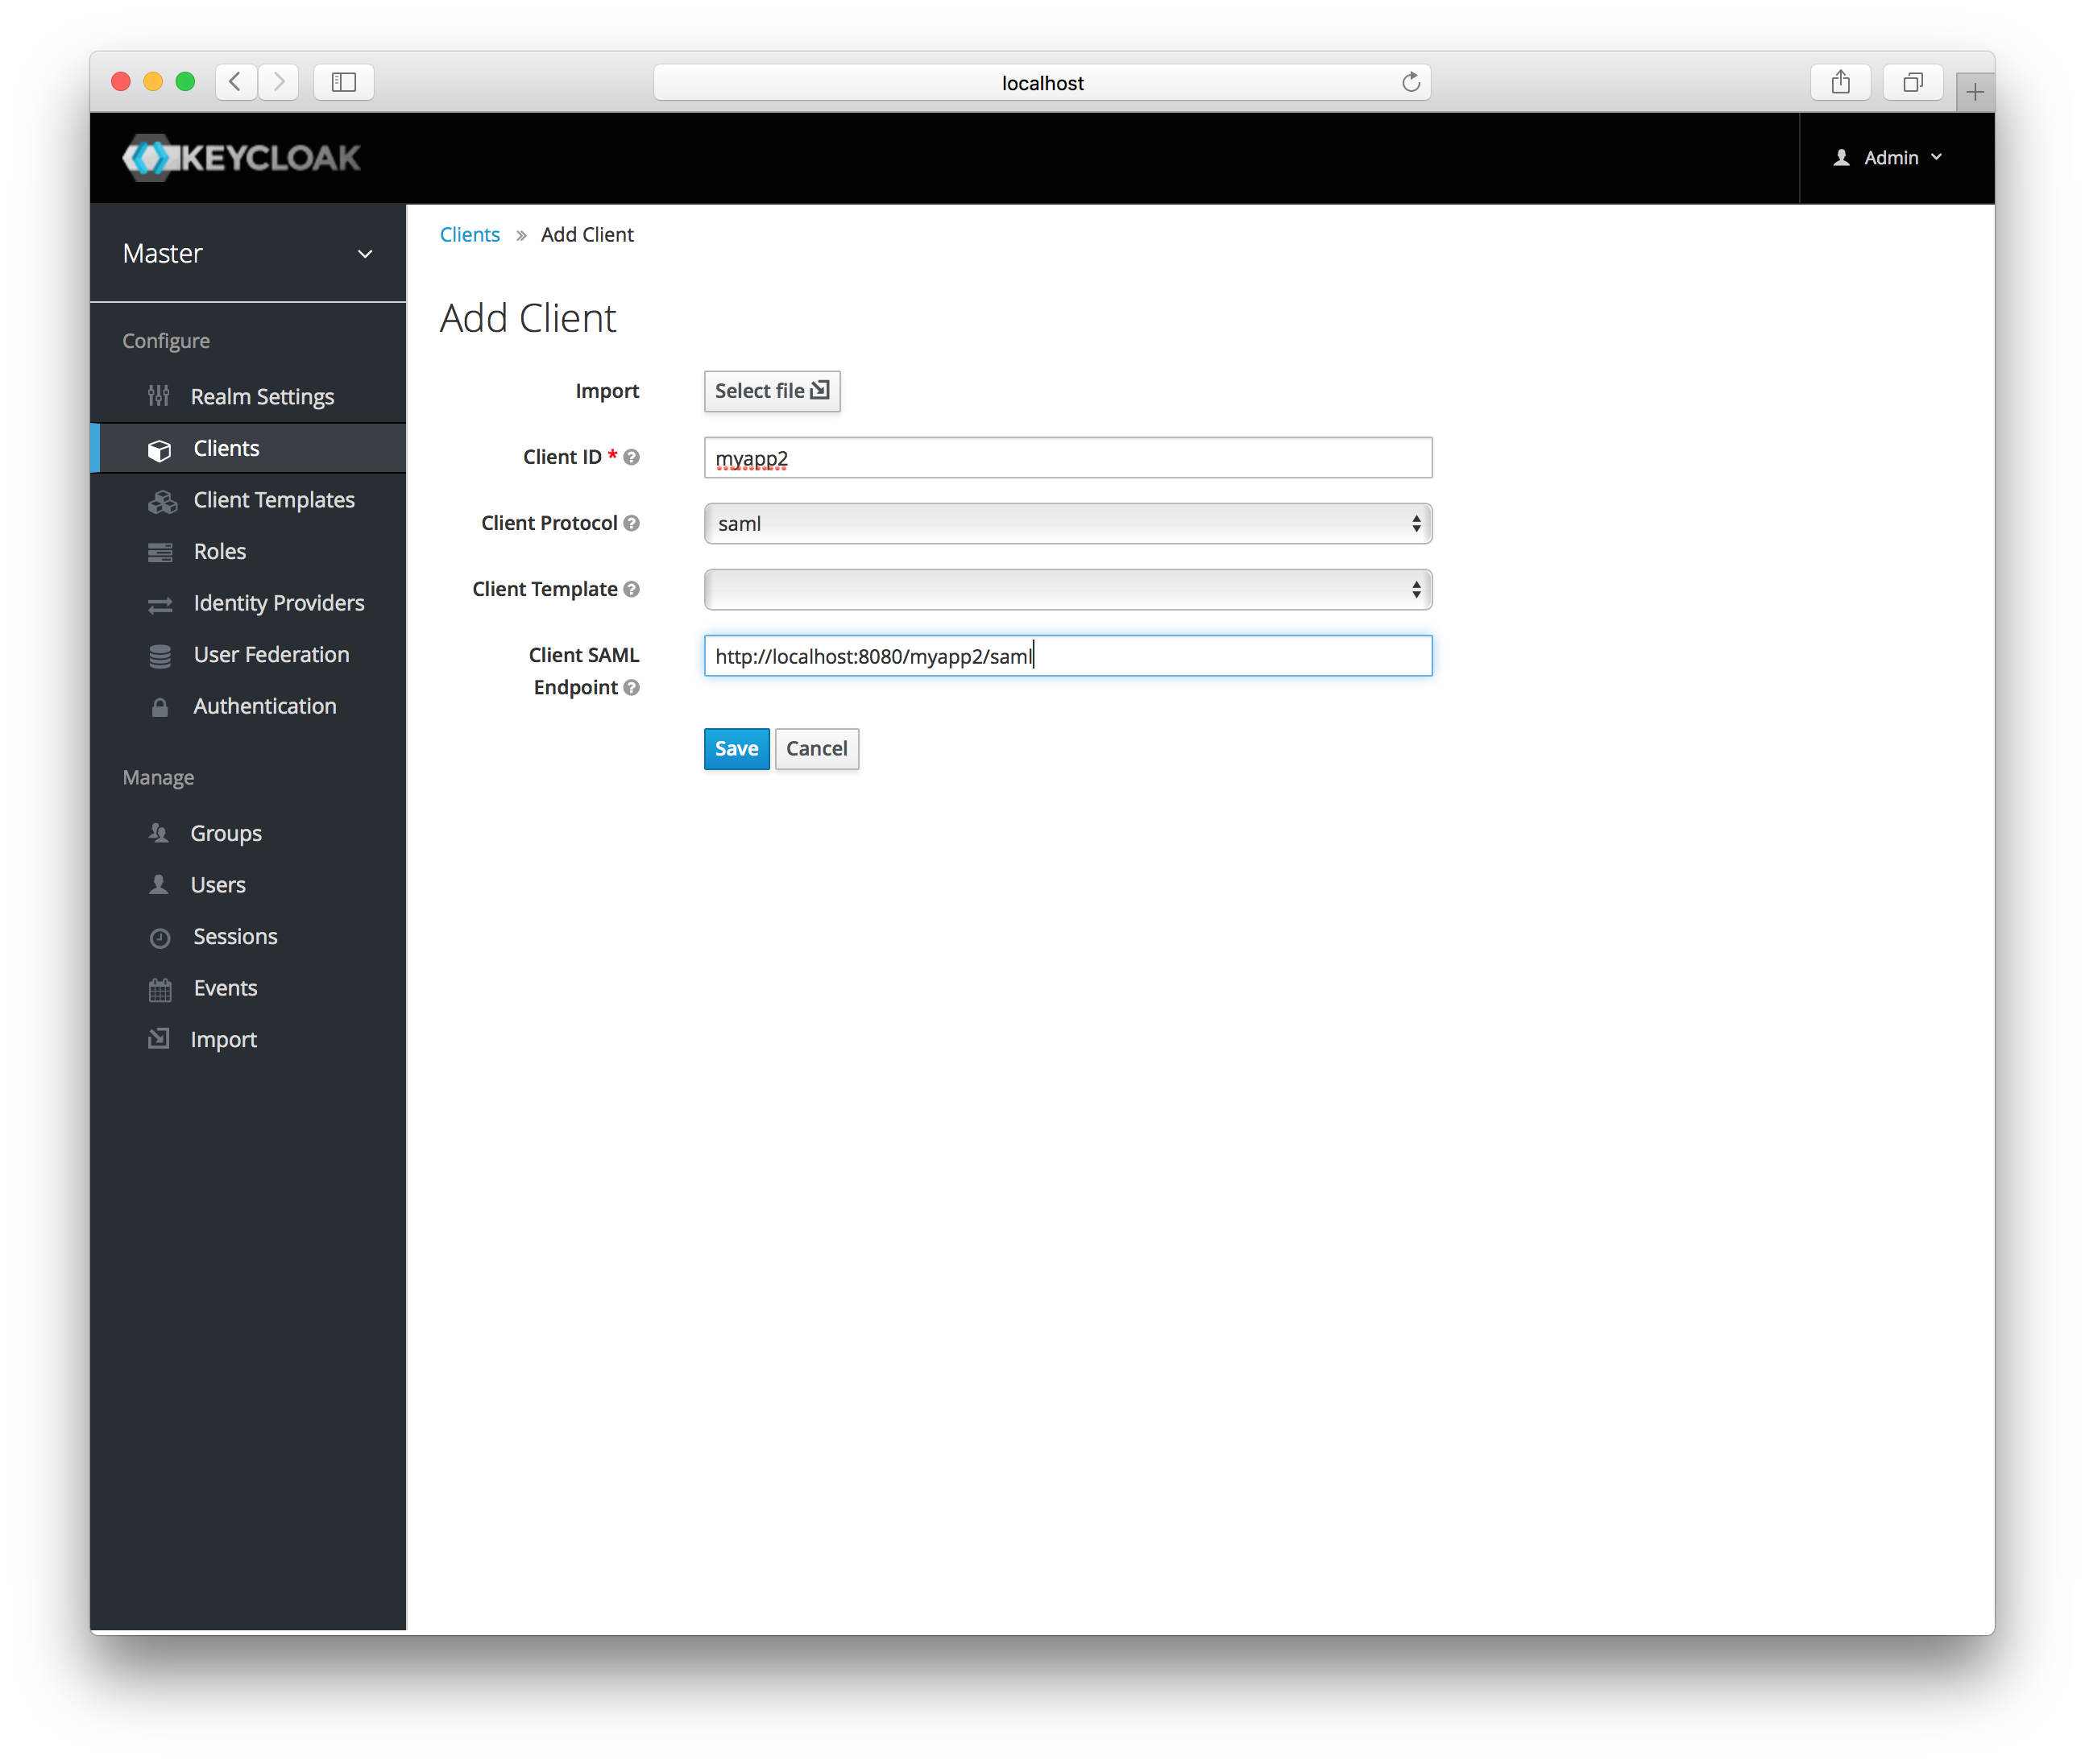 localhost
KEYCLOAK
Admin
Master
Clients » Add Client
Add Client
Configure
Realm Settings
Clients
Client Templates
Roles
Identity Providers
User Federation
Authentication
Manage
Groups
Users
Sessions
Events
Import
Import Select file
Client ID * myapp2
Client Protocol saml
Client Template
Client SAML
Endpoint
http://localhost:8080/myapp2/saml
Save Cancel